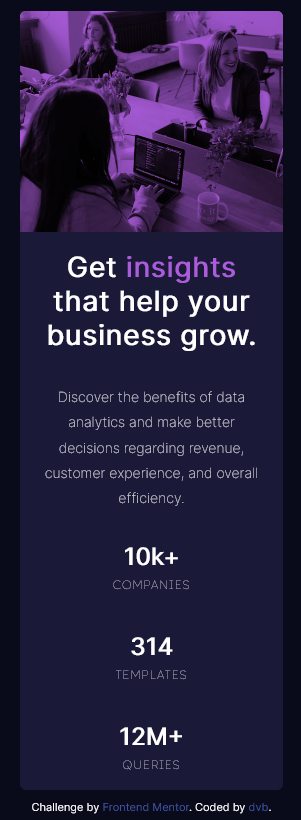 Get insights
that help your
business grow.
Discover the benefits of data
analytics and make better
decisions regarding revenue,
customer experience, and overall
efficiency.
10k+
COMPANIES
314
TEMPLATES
12M+
QUERIES
Challenge by Frontend Mentor. Coded by dvb.